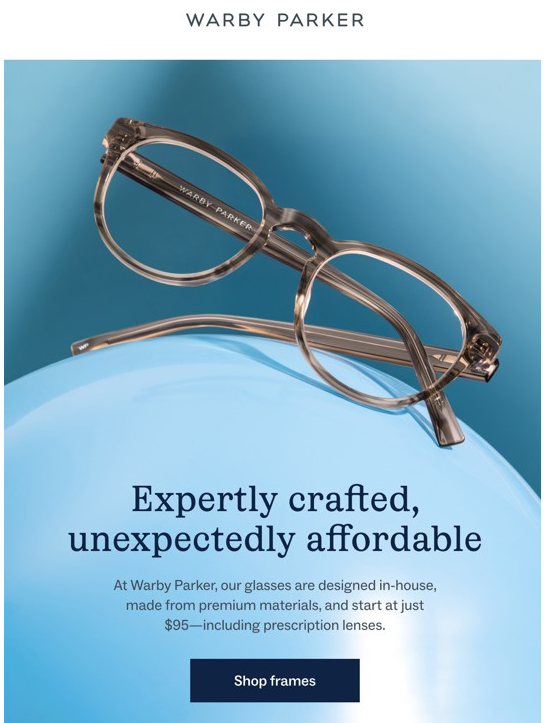 WARBY PARKER
WARBY PARKER
WP
Expertly crafted,
unexpectedly affordable
At Warby Parker, our glasses are designed in-house,
made from premium materials, and start at just
$95—including prescription lenses.
Shop frames